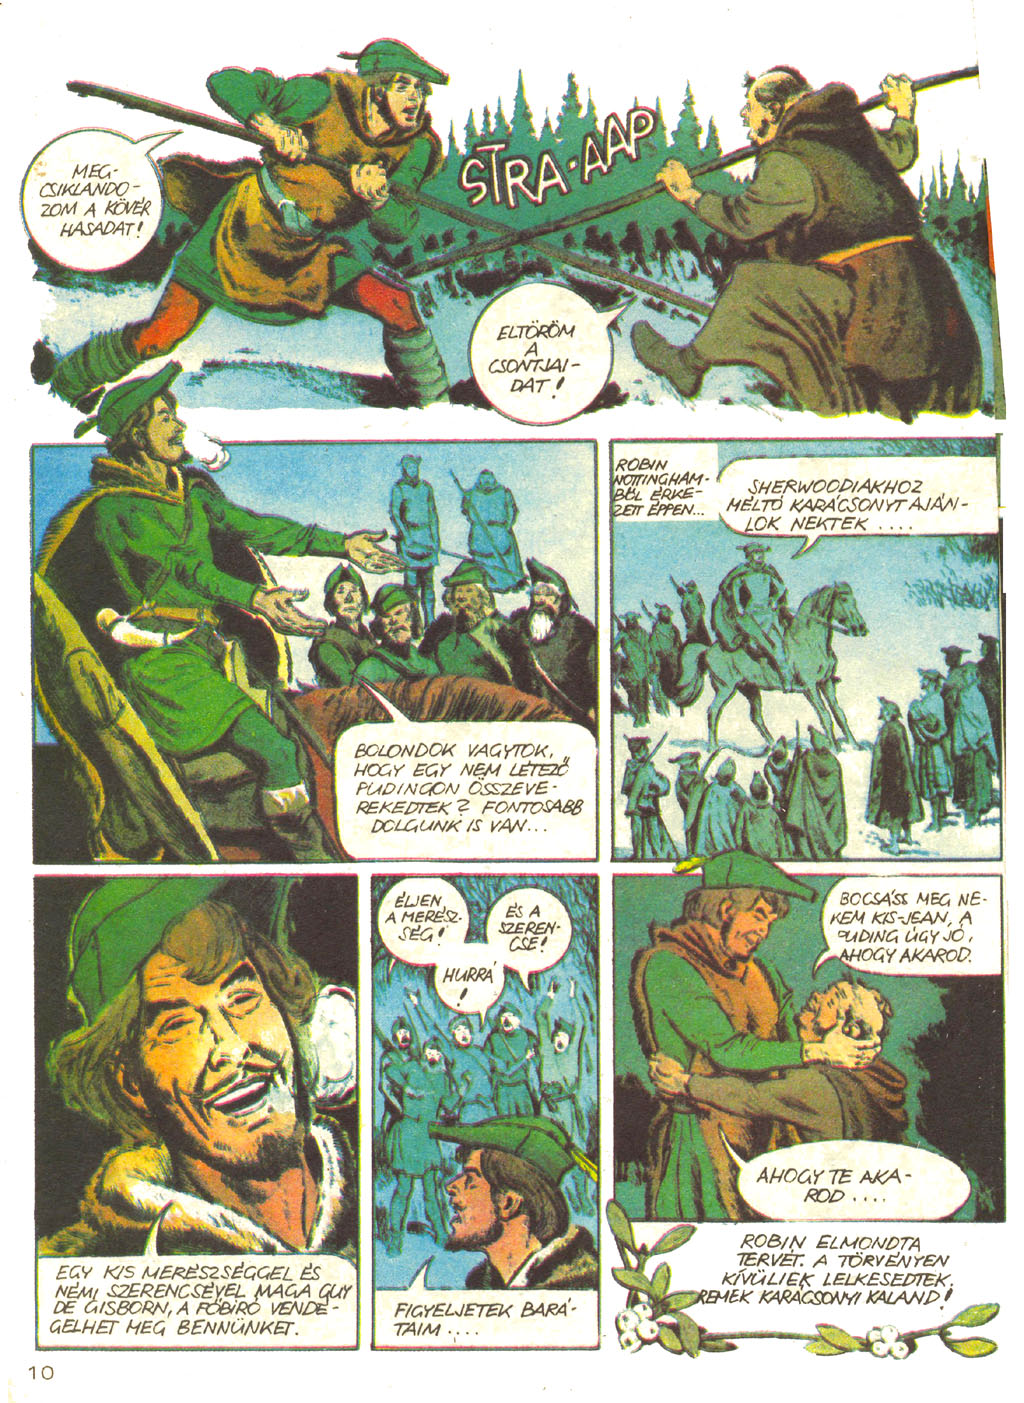 MEG-
CSIKLANDO-
ZOM A KÖVÉR
HASADAT!
STRA-AAP
ELTÖRÖM
A
CSONTJAI-
DAT!
BOLONDOK VAGYTOK,
HOGY EGY NEM LÉTEZŐ
PUDINGON ÖSSZEVE-
REKEDTEK? FONTOSABB
DOLGUNK IS VAN...
ROBIN
NOTTINGHAM-
BŐL ÉRKE-
ZETT ÉPPEN...
SHERWOODIAKHOZ
MÉLTÓ KARÁCSONYT AJÁN-
LOK NEKTEK ....
EGY KIS MERÉSZSÉGGEL ÉS
NÉMI SZERENCSÉVEL MAGA GUY
DE GISBORN, A FŐBÍRÓ VENDÉ-
GELHET MEG BENNÜNKET.
ÉLJEN
A MERÉSZ-
SÉG!
ÉS A
SZEREN-
CSE!
HURRÁ
!
FIGYELJETEK BARÁ-
TAIM ....
BOCSÁSS MEG NE-
KEM KIS-JEAN, A
PUDING ÚGY JÓ,
AHOGY AKAROD.
AHOGY TE AKA-
ROD ....
ROBIN ELMONDTA
TERVÉT. A TÖRVÉNYEN
KÍVÜLIEK LELKESEDTEK.
REMEK KARÁCSONYI KALAND!
10